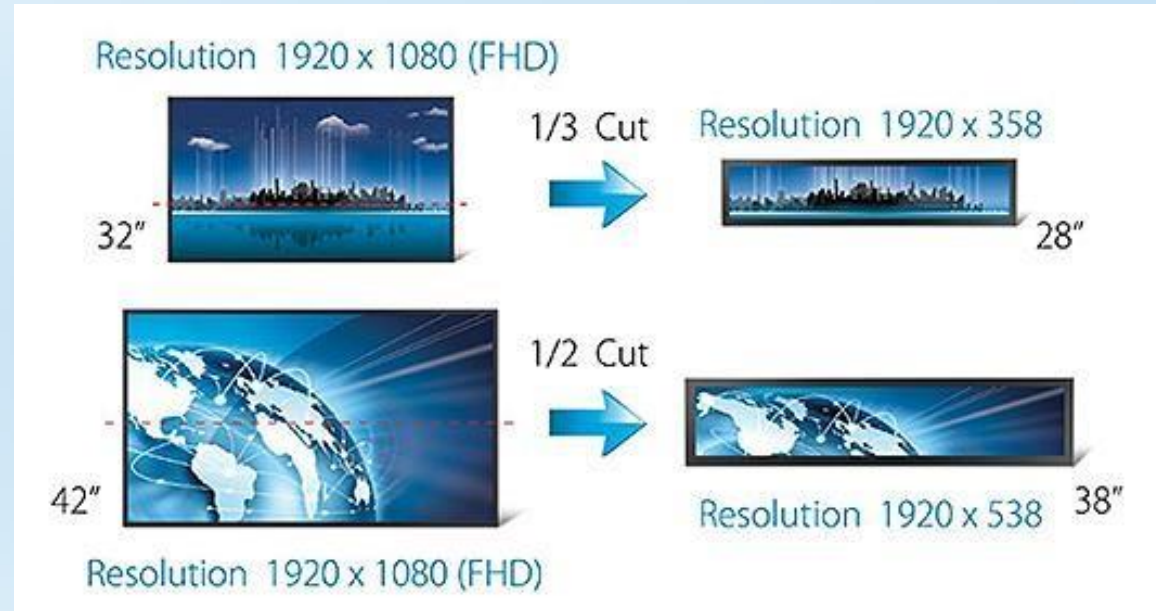 Resolution 1920 x 1080 (FHD)
1/3 Cut
Resolution 1920 x 358
32"
28"
1/2 Cut
42"
38"
Resolution 1920 x 538
Resolution 1920 x 1080 (FHD)